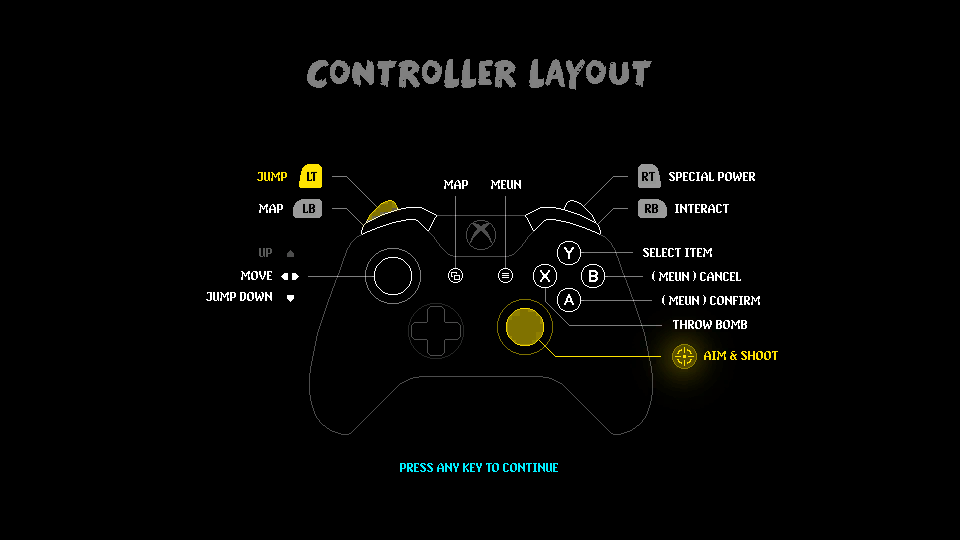 CONTROLLER LAYOUT
JUMP LT
RT SPECIAL POWER
MAP MEUN
MAP LB
RB INTERACT
UP
Y SELECT ITEM
MOVE
X B ( MEUN ) CANCEL
JUMP DOWN
A ( MEUN ) CONFIRM
THROW BOMB
AIM & SHOOT
PRESS ANY KEY TO CONTINUE